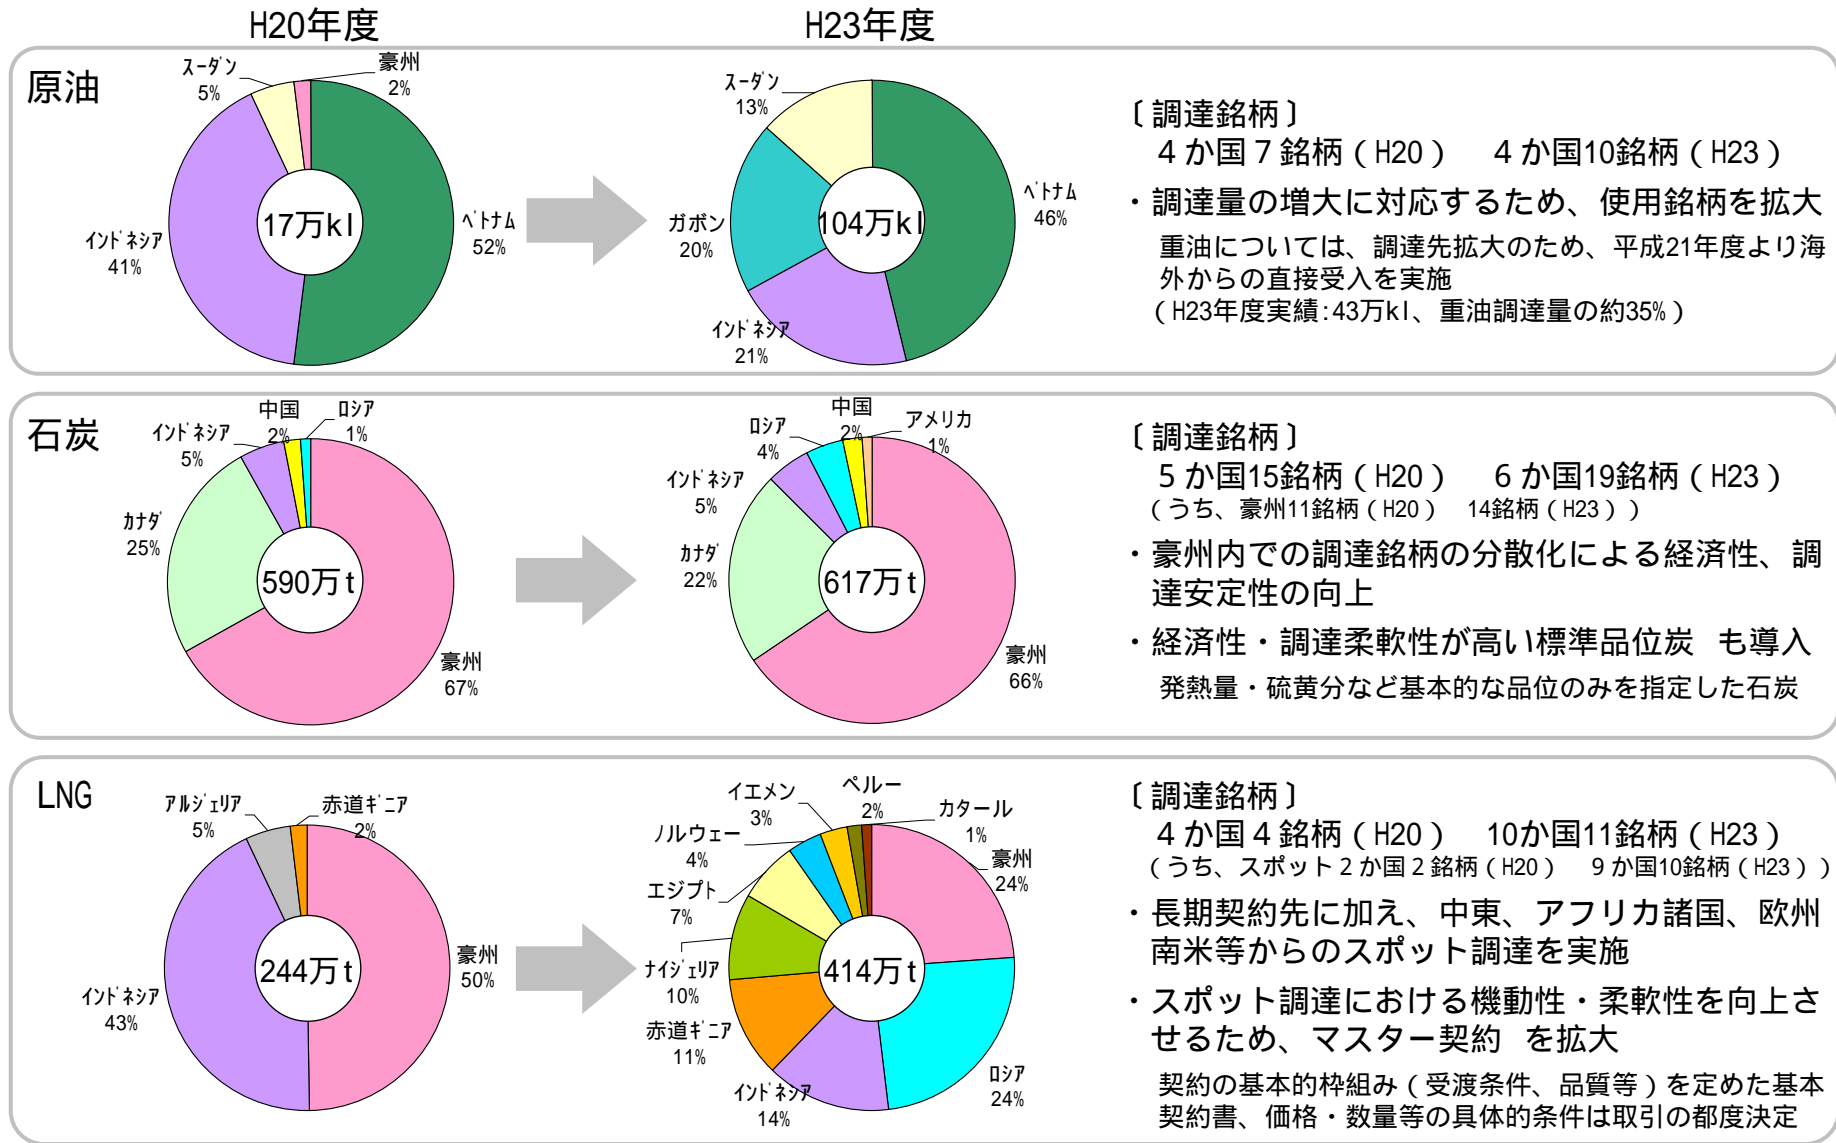 H20年度
H23年度
原油
スーダン
5%
豪州
2%
インドネシア
41%
17万kl
ベトナム
52%
スーダン
13%
ガボン
20%
104万kl
ベトナム
46%
インドネシア
21%
〔調達銘柄〕
4か国7銘柄(H20) 4か国10銘柄(H23)
・調達量の増大に対応するため、使用銘柄を拡大
重油については、調達先拡大のため、平成21年度より海
外からの直接受入を実施
(H23年度実績:43万kl、重油調達量の約35%)
石炭
インドネシア
5%
中国
2%
ロシア
1%
カナダ
25%
590万t
豪州
67%
ロシア
4%
中国
2%
アメリカ
1%
インドネシア
5%
カナダ
22%
617万t
豪州
66%
〔調達銘柄〕
5か国15銘柄(H20) 6か国19銘柄(H23)
(うち、豪州11銘柄(H20) 14銘柄(H23))
・豪州内での調達銘柄の分散化による経済性、調
達安定性の向上
・経済性・調達柔軟性が高い標準品位炭 も導入
発熱量・硫黄分など基本的な品位のみを指定した石炭
LNG
アルジェリア
5%
赤道ギニア
2%
インドネシア
43%
244万t
豪州
50%
イエメン
3%
ペルー
2%
カタール
1%
ノルウェー
4%
豪州
24%
エジプト
7%
ナイジェリア
10%
414万t
赤道ギニア
11%
インドネシア
14%
ロシア
24%
〔調達銘柄〕
4か国4銘柄(H20) 10か国11銘柄(H23)
(うち、スポット2か国2銘柄(H20) 9か国10銘柄(H23))
・長期契約先に加え、中東、アフリカ諸国、欧州
南米等からのスポット調達を実施
・スポット調達における機動性・柔軟性を向上さ
せるため、マスター契約 を拡大
契約の基本的枠組み(受渡条件、品質等)を定めた基本
契約書、価格・数量等の具体的条件は取引の都度決定